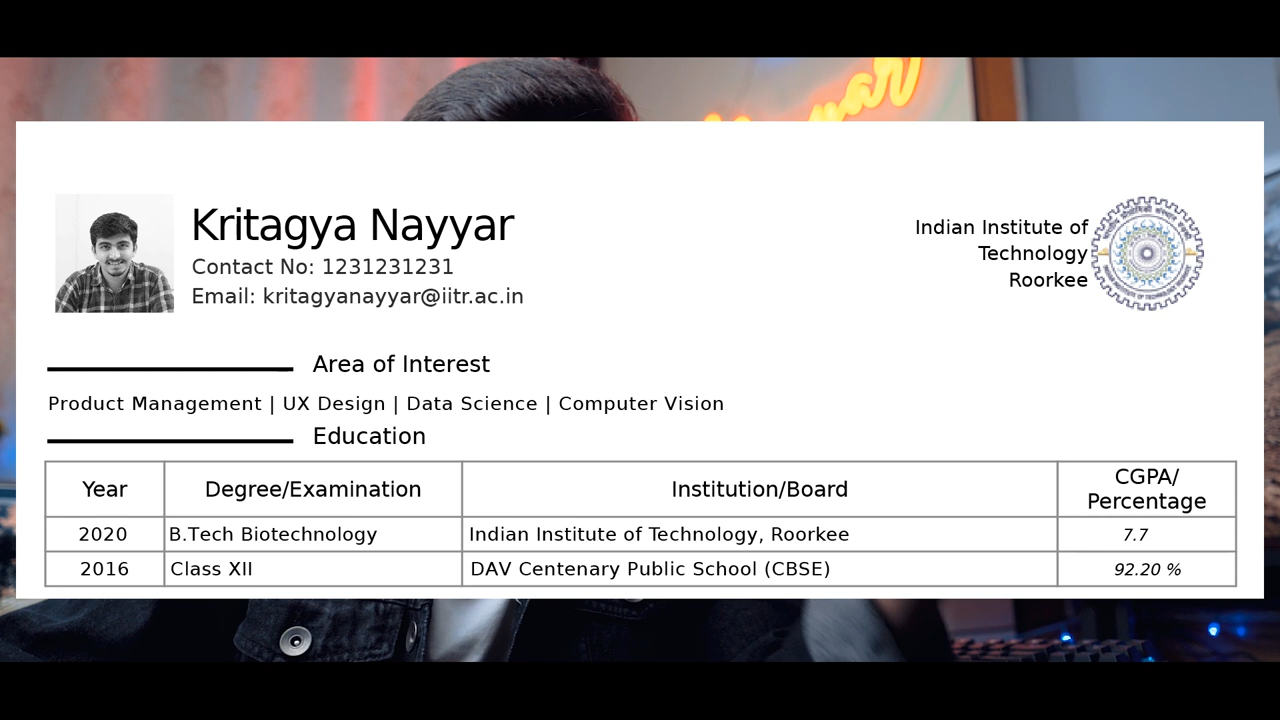 Kritagya Nayyar
Contact No: 1231231231
Email: kritagyanayyar@iitr.ac.in
Indian Institute of
Technology
Roorkee
Area of Interest
Product Management | UX Design | Data Science | Computer Vision
Education
Year Degree/Examination Institution/Board CGPA/ Percentage
2020 B.Tech Biotechnology Indian Institute of Technology, Roorkee 7.7
2016 Class XII DAV Centenary Public School (CBSE) 92.20 %